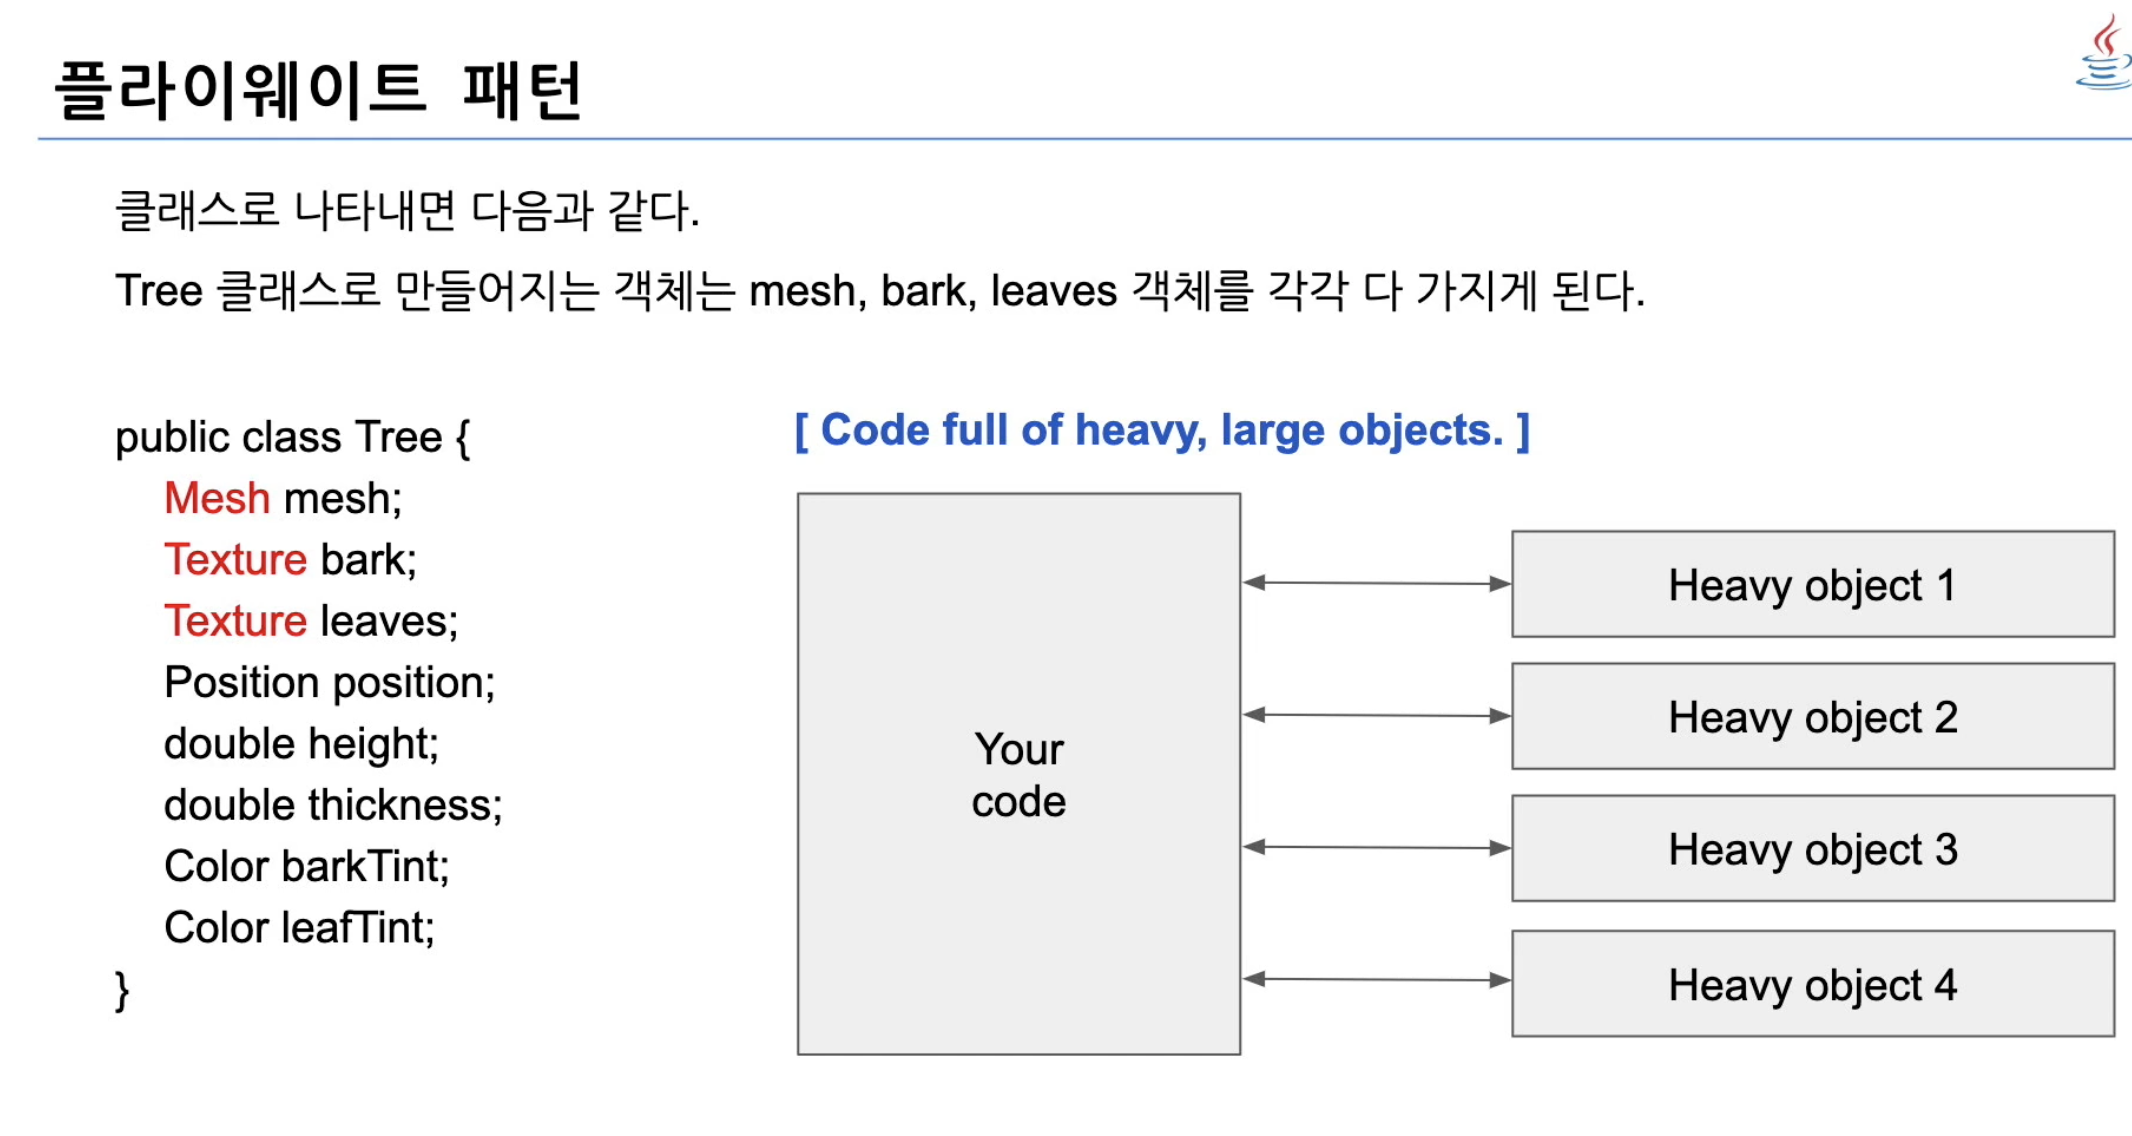 플라이웨이트 패턴
클래스로 나타내면 다음과 같다.
Tree 클래스로 만들어지는 객체는 mesh, bark, leaves 객체를 각각 다 가지게 된다.
public class Tree {
Mesh mesh;
Texture bark;
Texture leaves;
Position position;
double height;
double thickness;
Color barkTint;
Color leafTint;
}
[ Code full of heavy, large objects. ]
Your
code
Heavy object 1
Heavy object 2
Heavy object 3
Heavy object 4